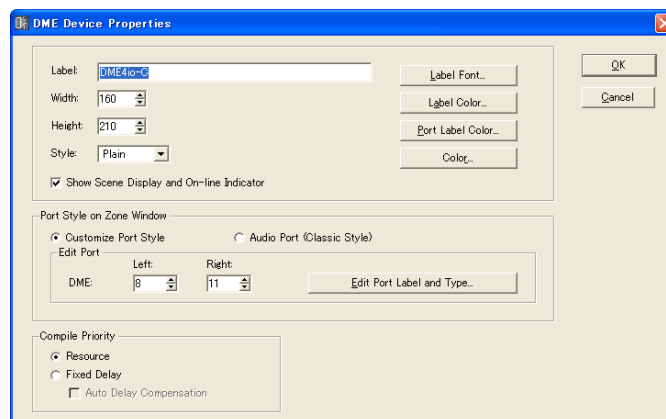 DME Device Properties
Label: DME4io-C Label Font...
OK
Width: 160 Label Color...
Cancel
Height: 210 Port Label Color...
Style: Plain Color...
Show Scene Display and On-line Indicator
Port Style on Zone Window
Customize Port Style Audio Port (Classic Style)
Edit Port
Left: Right:
DME: 8 11 Edit Port Label and Type...
Compile Priority
Resource
Fixed Delay
Auto Delay Compensation